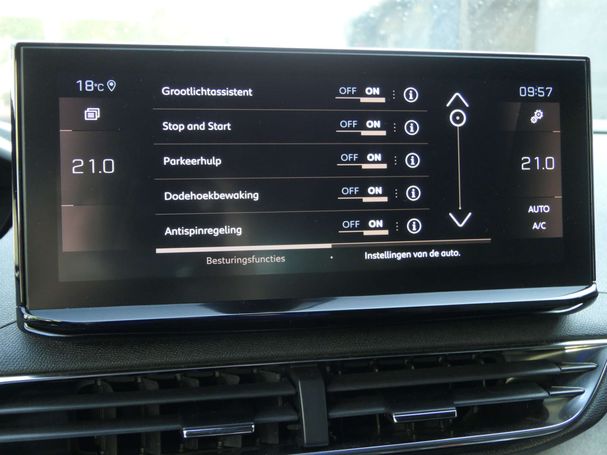 18°C
09:57
Grootlichtassistent OFF ON
Stop and Start OFF ON
Parkeerhulp OFF ON
Dodehoekbewaking OFF ON
Antispinregeling OFF ON
21.0
21.0
AUTO
A/C
Besturingsfuncties
Instellingen van de auto.